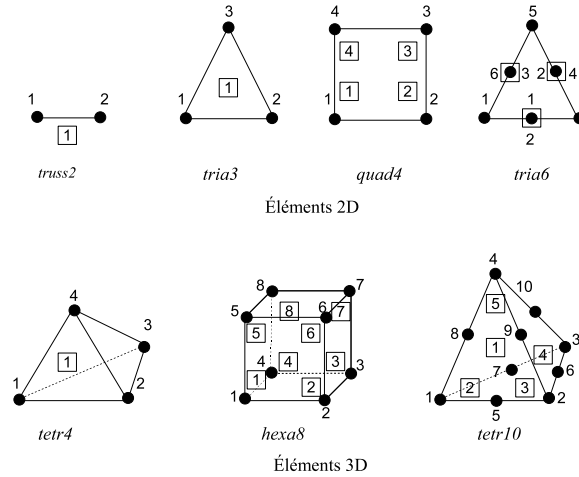 1 2
1
truss2
3
1
1 2
tria3
4 3
4 3
1 2
1 2
quad4
5
6 3 2 4
1 1
2
tria6
Éléments 2D
4
3
1
1 2
tetr4
8 7
5 8 6 7
5 6
4 4 3 3
1 2
1 2
hexa8
4
10
5
8 9
1 4 3
7 6
2 3
1 5 2
tetr10
Éléments 3D